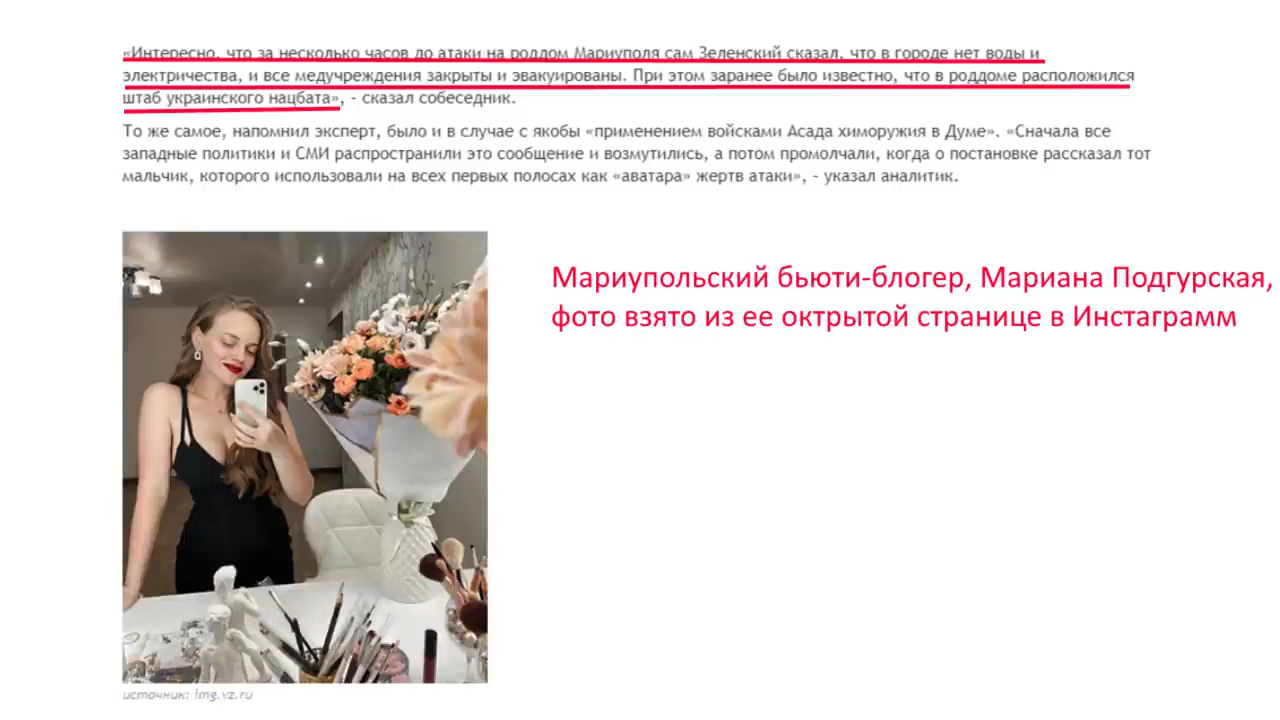 «Интересно, что за несколько часов до атаки на роддом Мариуполя сам Зеленский сказал, что в городе нет воды и
электричества, и все медучреждения закрыты и эвакуированы. При этом заранее было известно, что в роддоме расположился
штаб украинского нацбата», - сказал собеседник.
То же самое, напомнил эксперт, было и в случае с якобы «применением войсками Асада химоружия в Думе». «Сначала все
западные политики и СМИ распространили это сообщение и возмутились, а потом промолчали, когда о постановке рассказал тот
мальчик, которого использовали на всех первых полосах как «аватара» жертв атаки», - указал аналитик.
Мариупольский бьюти-блогер, Мариана Подгурская,
фото взято из ее октрытой странице в Инстаграмм
источник: img.vz.ru